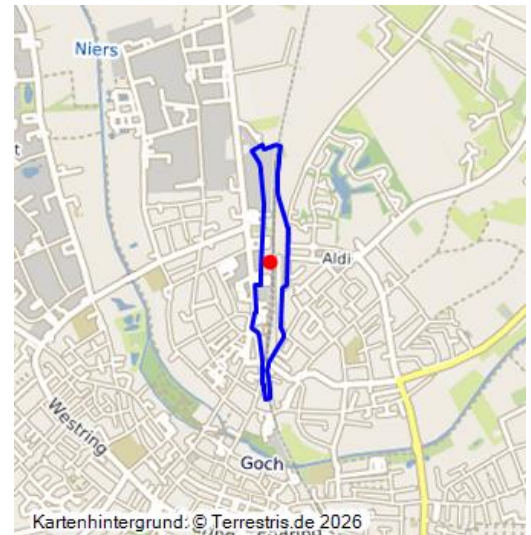 Niers
Aldi
Westring
Goch
Kartenhintergrund: © Terrestris.de 2026